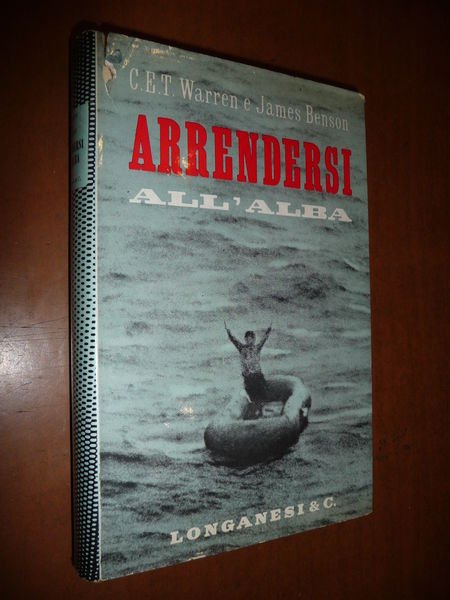 C.E.T. Warren e James Benson
ARRENDERSI
ALL'ALBA
LONGANESI & C.